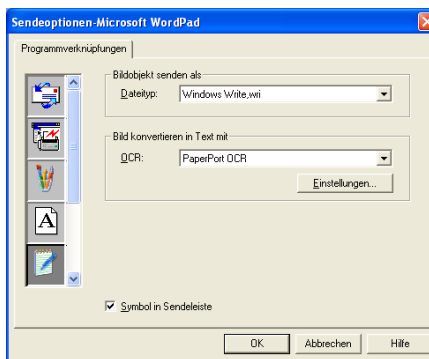 Sendeoptionen-Microsoft WordPad
Programmverknüpfungen
Bildobjekt senden als
Dateityp: Windows Write,wri
Bild konvertieren in Text mit
OCR: PaperPort OCR
Einstellungen...
A
Symbol in Sendeleiste
OK Abbrechen Hilfe